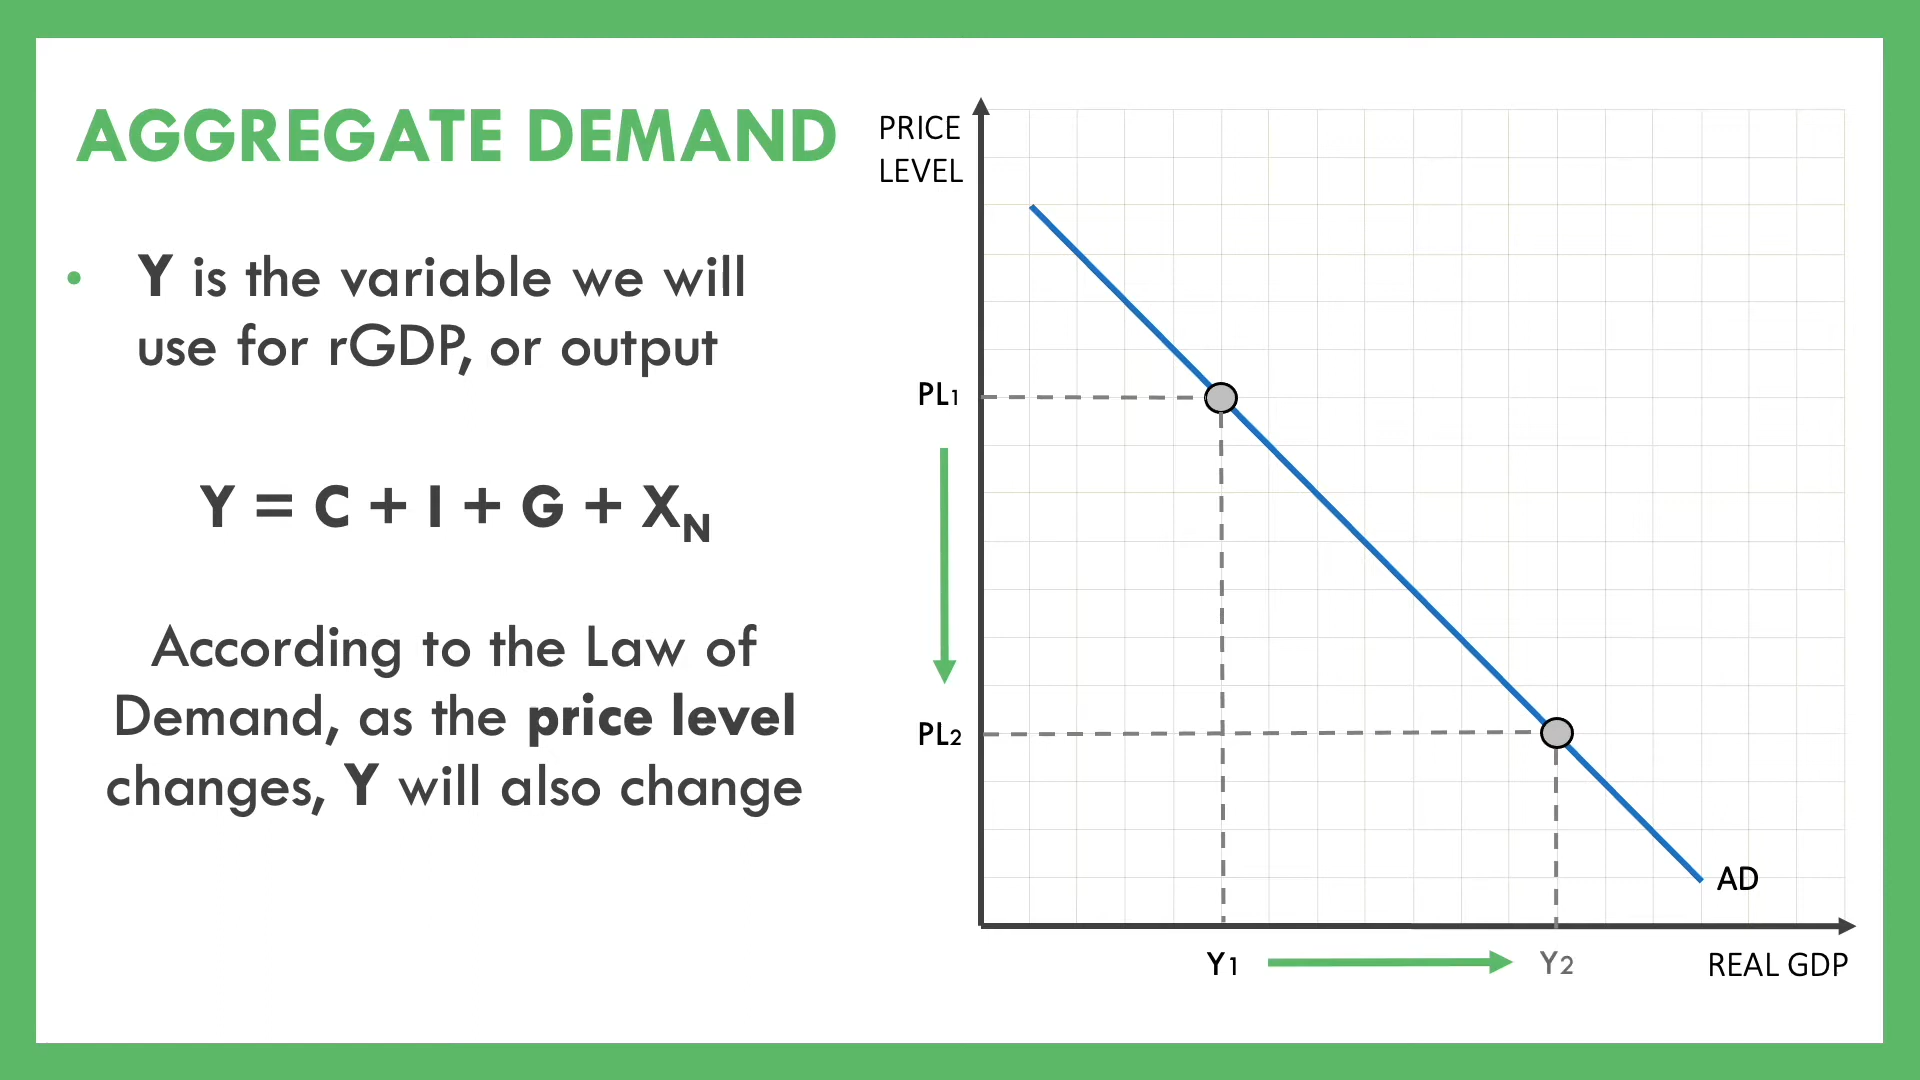 AGGREGATE DEMAND
• Y is the variable we will
use for rGDP, or output
Y = C + I + G + X_N
According to the Law of
Demand, as the price level
changes, Y will also change
PRICE
LEVEL
PL1
PL2
AD
Y1
Y2
REAL GDP